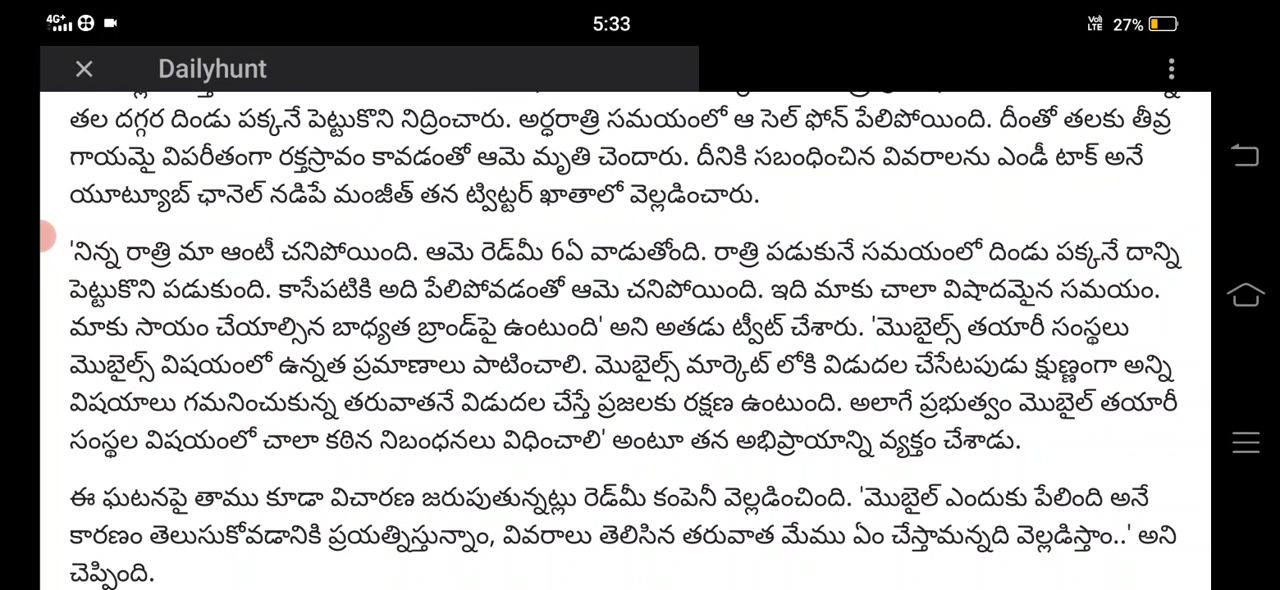 4G+ 5:33 Vo) LTE 27%
Dailyhunt
తల దగ్గర దిండు పక్కనే పెట్టుకొని నిద్రించారు. అర్ధరాత్రి సమయంలో ఆ సెల్ ఫోన్ పేలిపోయింది. దీంతో తలకు తీవ్ర
గాయమై విపరీతంగా రక్తస్రావం కావడంతో ఆమె మృతి చెందారు. దీనికి సబంధించిన వివరాలను ఎండీ టాక్ అనే
యూట్యూబ్ ఛానెల్ నడిపే మంజీత్ తన ట్విట్టర్ ఖాతాలో వెల్లడించారు.
'నిన్న రాత్రి మా ఆంటీ చనిపోయింది. ఆమె రెడ్‌మీ 6ఏ వాడుతోంది. రాత్రి పడుకునే సమయంలో దిండు పక్కనే దాన్ని
పెట్టుకొని పడుకుంది. కాసేపటికి అది పేలిపోవడంతో ఆమె చనిపోయింది. ఇది మాకు చాలా విషాదమైన సమయం.
మాకు సాయం చేయాల్సిన బాధ్యత బ్రాండ్‌పై ఉంటుంది' అని అతడు ట్వీట్ చేశారు. 'మొబైల్స్ తయారీ సంస్థలు
మొబైల్స్ విషయంలో ఉన్నత ప్రమాణాలు పాటించాలి. మొబైల్స్ మార్కెట్ లోకి విడుదల చేసేటపుడు క్షుణ్ణంగా అన్ని
విషయాలు గమనించుకున్న తరువాతనే విడుదల చేస్తే ప్రజలకు రక్షణ ఉంటుంది. అలాగే ప్రభుత్వం మొబైల్ తయారీ
సంస్థల విషయంలో చాలా కఠిన నిబంధనలు విధించాలి' అంటూ తన అభిప్రాయాన్ని వ్యక్తం చేశాడు.
ఈ ఘటనపై తాము కూడా విచారణ జరుపుతున్నట్లు రెడ్‌మీ కంపెనీ వెల్లడించింది. 'మొబైల్ ఎందుకు పేలింది అనే
కారణం తెలుసుకోవడానికి ప్రయత్నిస్తున్నాం, వివరాలు తెలిసిన తరువాత మేము ఏం చేస్తామన్నది వెల్లడిస్తాం..' అని
చెప్పింది.